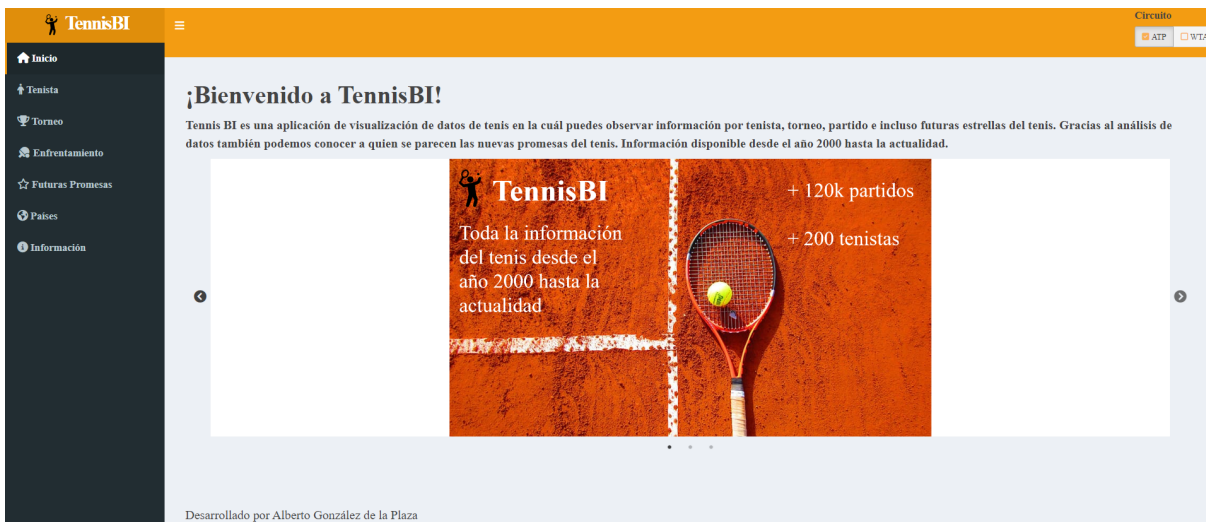 TennisBI
Circuito
ATP WTA
Inicio
Tenista
Torneo
Enfrentamiento
Futuras Promesas
Paises
Información
¡Bienvenido a TennisBI!
Tennis BI es una aplicación de visualización de datos de tenis en la cuál puedes observar información por tenista, torneo, partido e incluso futuras estrellas del tenis. Gracias al análisis de
datos también podemos conocer a quien se parecen las nuevas promesas del tenis. Información disponible desde el año 2000 hasta la actualidad.
TennisBI
Toda la información
del tenis desde el
año 2000 hasta la
actualidad
+ 120k partidos
+ 200 tenistas
Desarrollado por Alberto González de la Plaza